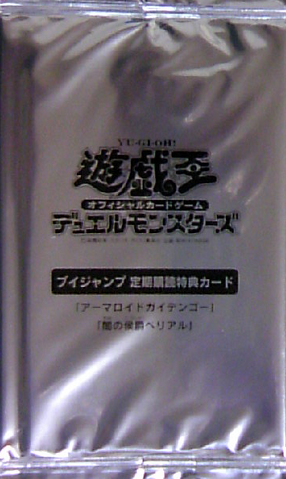 YU-GI-OH!
遊戯王
オフィシャルカードゲーム
デュエルモンスターズ
ブイジャンプ 定期購読特典カード
「アーマロイドガイデンゴー」
「闇の侯爵ベリアル」